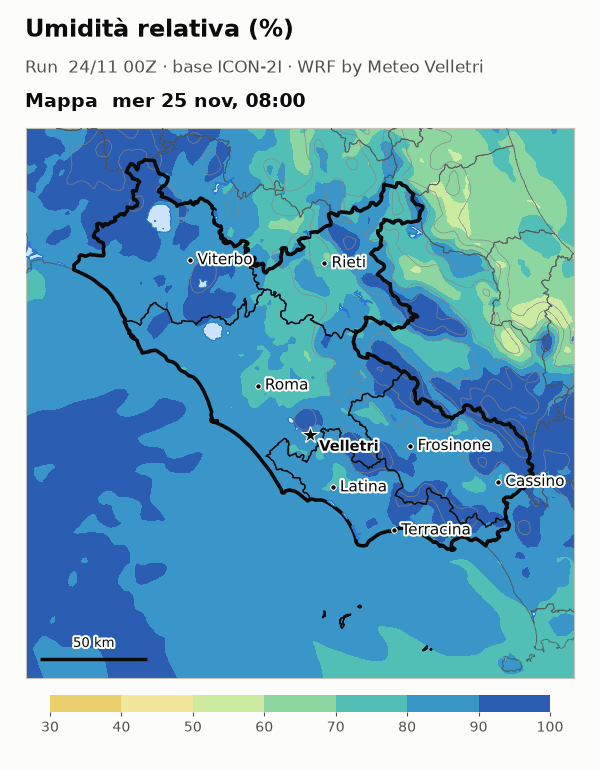 Umidità relativa (%)
Run  24/11 00Z · base ICON-2I · WRF by Meteo Velletri
Mappa  mer 25 nov, 08:00
Viterbo
Rieti
Roma
Velletri
Frosinone
Latina
Cassino
Terracina
50 km
30 40 50 60 70 80 90 100